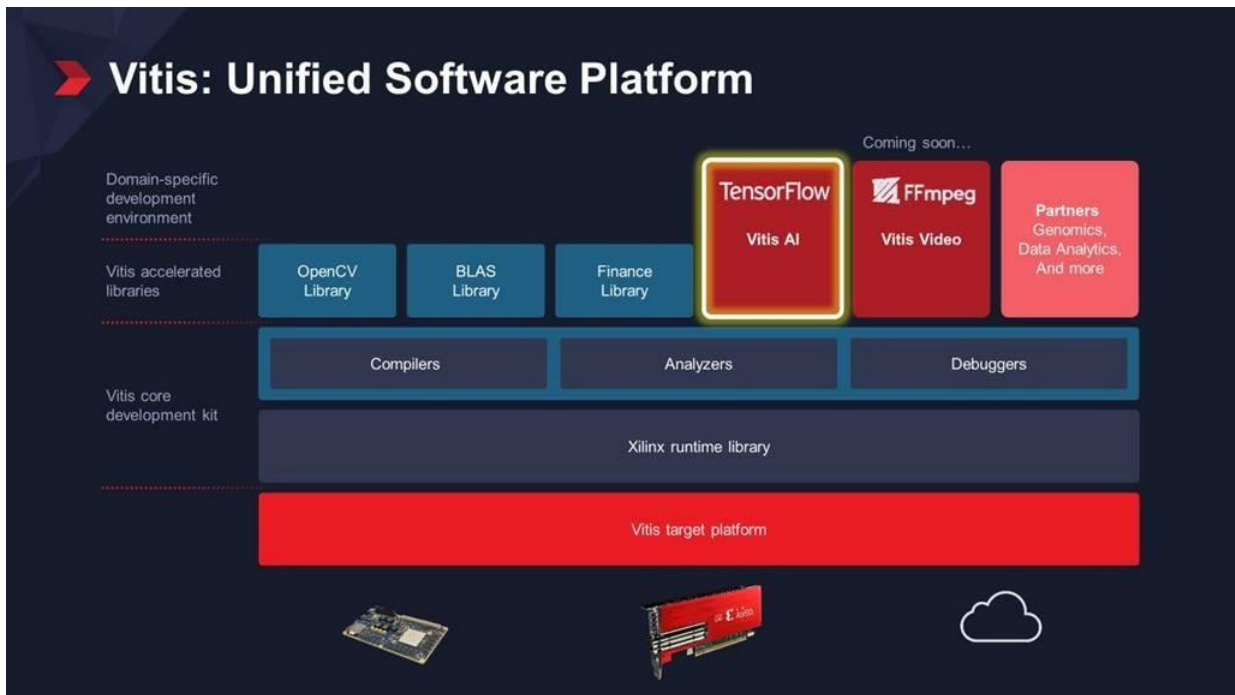 Vitis: Unified Software Platform
Coming soon...
Domain-specific
development
environment
TensorFlow
Vitis AI
FFmpeg
Vitis Video
Partners
Genomics,
Data Analytics,
And more
Vitis accelerated
libraries
OpenCV
Library
BLAS
Library
Finance
Library
Vitis core
development kit
Compilers
Analyzers
Debuggers
Xilinx runtime library
Vitis target platform